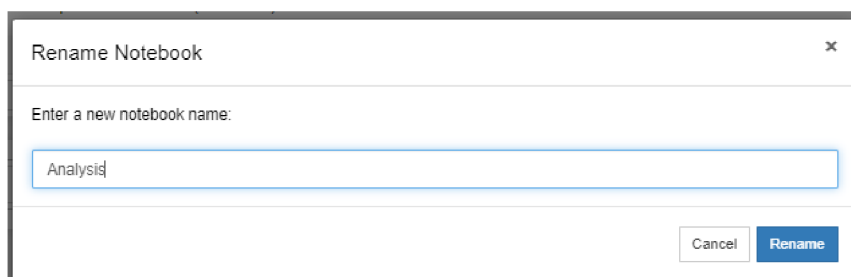 Rename Notebook ×
Enter a new notebook name:
Analysis
Cancel Rename